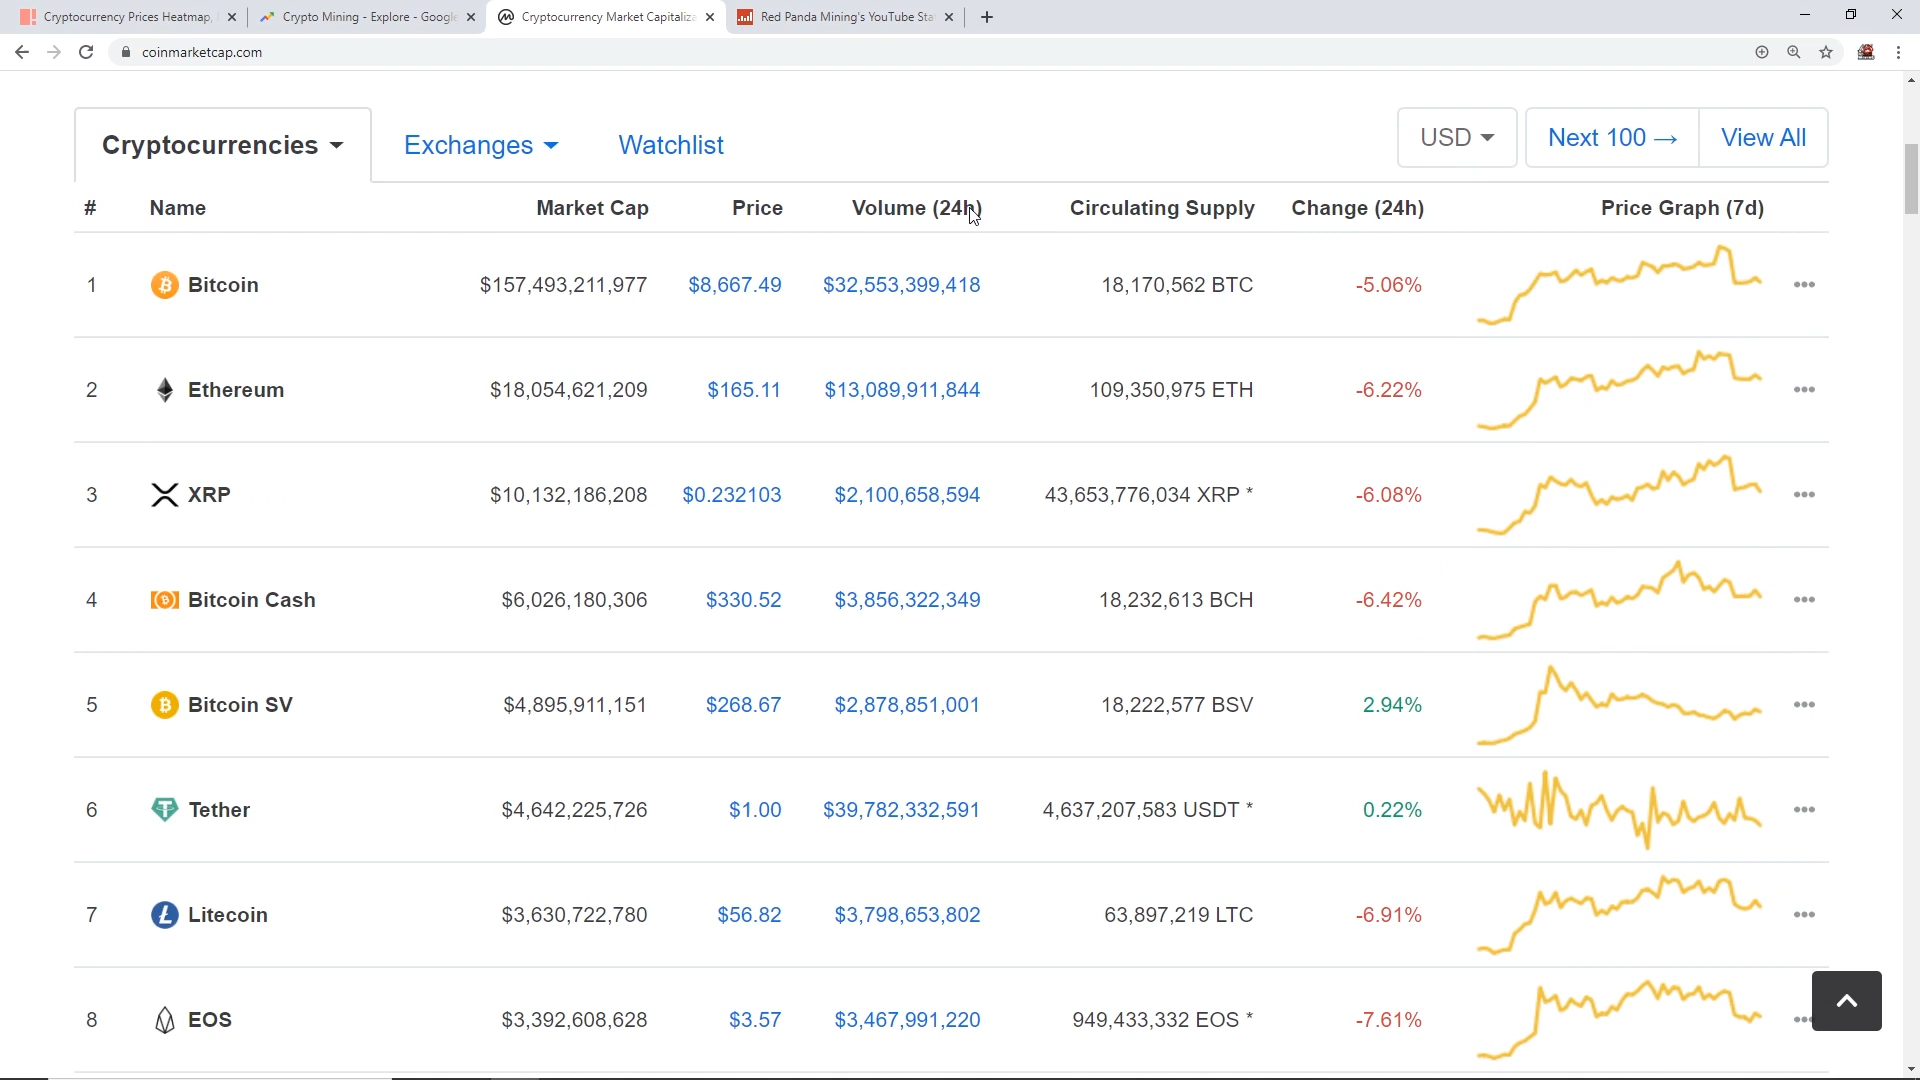 Cryptocurrency Prices Heatmap, Crypto Mining - Explore - Google Cryptocurrency Market Capitaliza Red Panda Mining's YouTube Sta
coinmarketcap.com
Cryptocurrencies Exchanges Watchlist USD Next 100 → View All
# Name Market Cap Price Volume (24h) Circulating Supply Change (24h) Price Graph (7d)
1 Bitcoin $157,493,211,977 $8,667.49 $32,553,399,418 18,170,562 BTC -5.06%
2 Ethereum $18,054,621,209 $165.11 $13,089,911,844 109,350,975 ETH -6.22%
3 XRP $10,132,186,208 $0.232103 $2,100,658,594 43,653,776,034 XRP * -6.08%
4 Bitcoin Cash $6,026,180,306 $330.52 $3,856,322,349 18,232,613 BCH -6.42%
5 Bitcoin SV $4,895,911,151 $268.67 $2,878,851,001 18,222,577 BSV 2.94%
6 Tether $4,642,225,726 $1.00 $39,782,332,591 4,637,207,583 USDT * 0.22%
7 Litecoin $3,630,722,780 $56.82 $3,798,653,802 63,897,219 LTC -6.91%
8 EOS $3,392,608,628 $3.57 $3,467,991,220 949,433,332 EOS * -7.61%